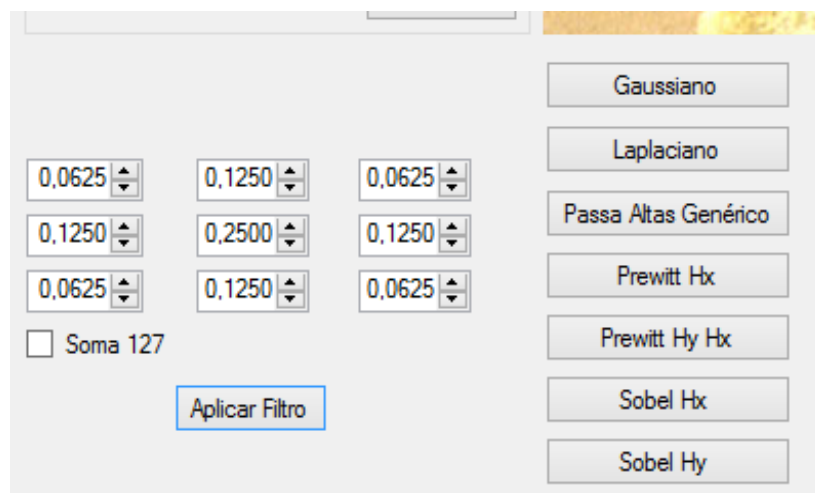 Gaussiano
Laplaciano
0,0625 0,1250 0,0625
Passa Altas Genérico
0,1250 0,2500 0,1250
Prewitt Hx
0,0625 0,1250 0,0625
Soma 127
Prewitt Hy Hx
Aplicar Filtro
Sobel Hx
Sobel Hy